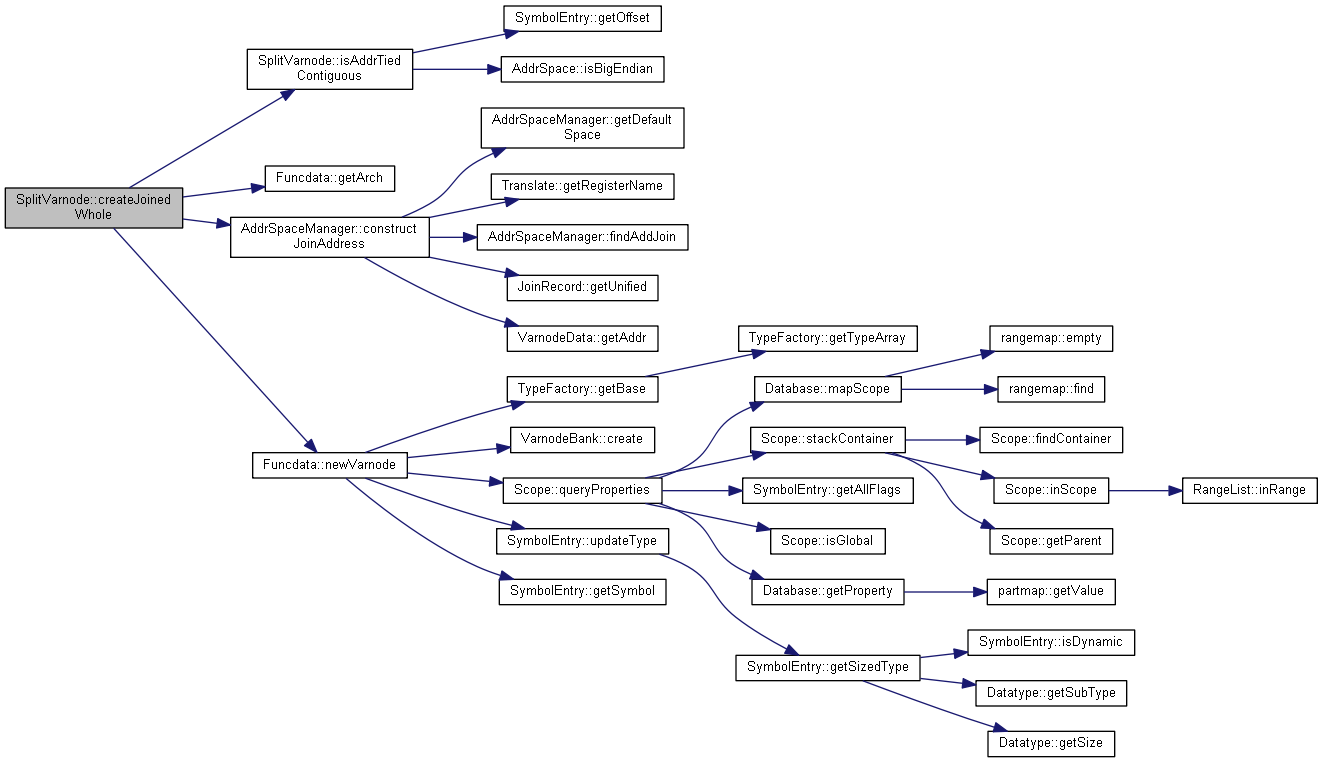 SplitVarnode::createJoined
Whole
SplitVarnode::isAddrTied
Contiguous
Funcdata::getArch
AddrSpaceManager::construct
JoinAddress
Funcdata::newVarnode
SymbolEntry::getOffset
AddrSpace::isBigEndian
AddrSpaceManager::getDefault
Space
Translate::getRegisterName
AddrSpaceManager::findAddJoin
JoinRecord::getUnified
VarnodeData::getAddr
TypeFactory::getBase
VarnodeBank::create
Scope::queryProperties
SymbolEntry::updateType
SymbolEntry::getSymbol
TypeFactory::getTypeArray
Database::mapScope
Scope::stackContainer
SymbolEntry::getAllFlags
Scope::isGlobal
Database::getProperty
SymbolEntry::getSizedType
rangemap::empty
rangemap::find
Scope::findContainer
Scope::inScope
Scope::getParent
partmap::getValue
SymbolEntry::isDynamic
Datatype::getSubType
Datatype::getSize
RangeList::inRange